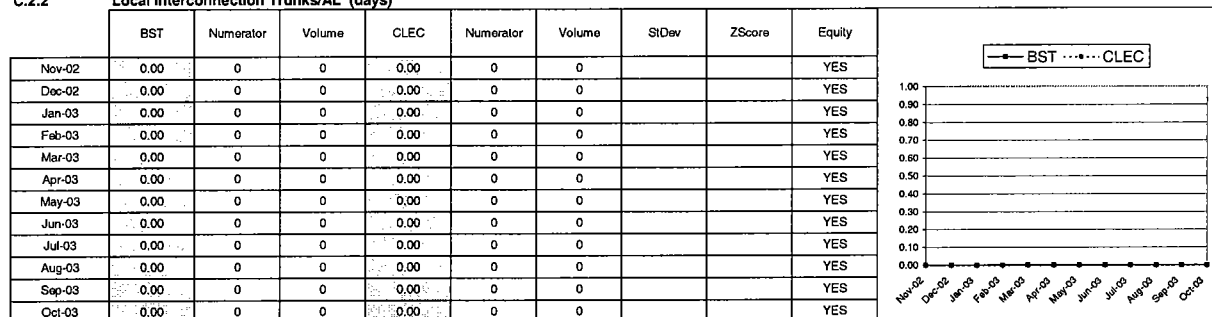 C.2.2 Local Interconnection Trunks/AL (days)
BST Numerator Volume CLEC Numerator Volume StDev ZScore Equity
Nov-02 0.00 0 0 0.00 0 0 YES
Dec-02 0.00 0 0 0.00 0 0 YES
Jan-03 0.00 0 0 0.00 0 0 YES
Feb-03 0.00 0 0 0.00 0 0 YES
Mar-03 0.00 0 0 0.00 0 0 YES
Apr-03 0.00 0 0 0.00 0 0 YES
May-03 0.00 0 0 0.00 0 0 YES
Jun-03 0.00 0 0 0.00 0 0 YES
Jul-03 0.00 0 0 0.00 0 0 YES
Aug-03 0.00 0 0 0.00 0 0 YES
Sep-03 0.00 0 0 0.00 0 0 YES
Oct-03 0.00 0 0 0.00 0 0 YES
BST CLEC
1.00
0.90
0.80
0.70
0.60
0.50
0.40
0.30
0.20
0.10
0.00
Nov-02 Dec-02 Jan-03 Feb-03 Mar-03 Apr-03 May-03 Jun-03 Jul-03 Aug-03 Sep-03 Oct-03